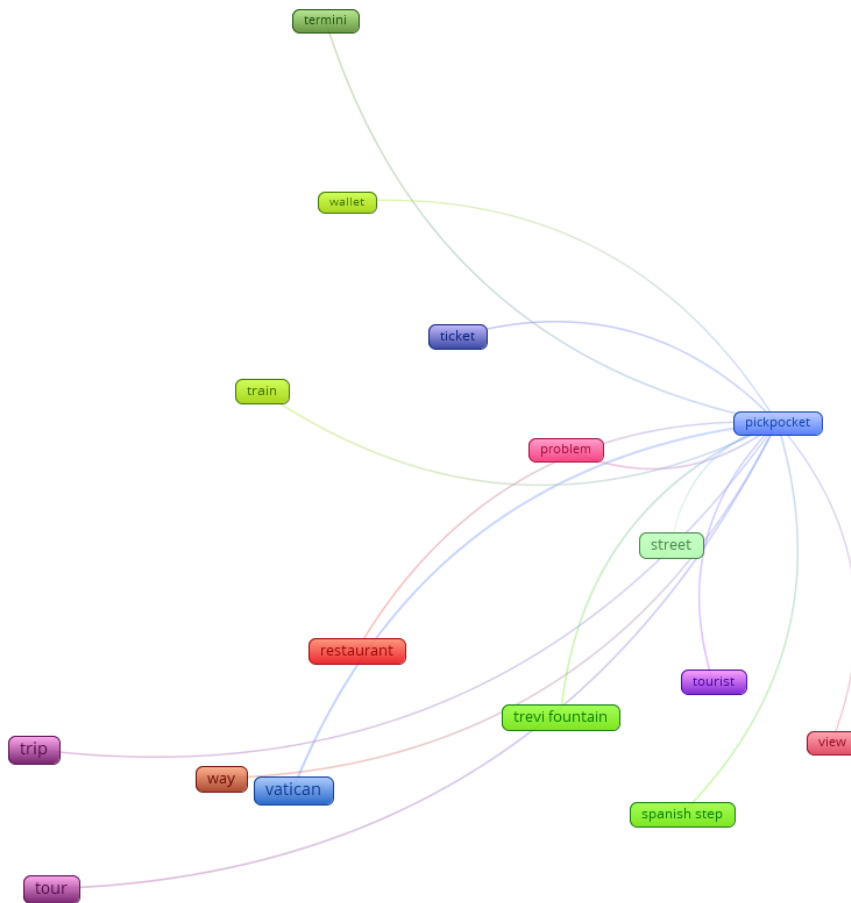 termini
wallet
ticket
train
pickpocket
problem
street
restaurant
tourist
trevi fountain
view
trip
way
vatican
spanish step
tour